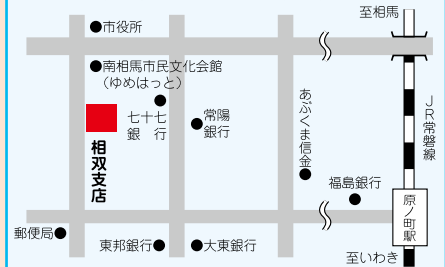 至相馬
市役所
南相馬市民文化会館
（ゆめはっと）
七十七
銀　行
常陽
銀行
あぶくま信金
JR常磐線
相双支店
福島銀行
原ノ町駅
郵便局
東邦銀行
大東銀行
至いわき